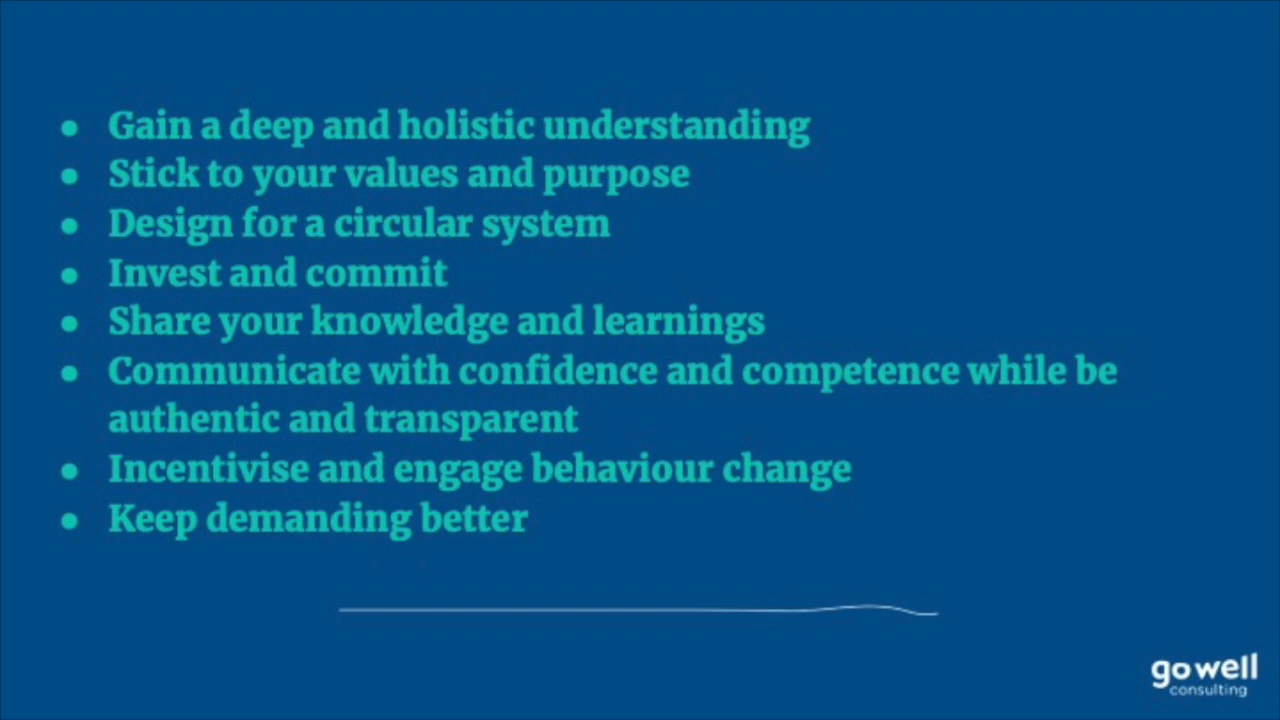 ● Gain a deep and holistic understanding
● Stick to your values and purpose
● Design for a circular system
● Invest and commit
● Share your knowledge and learnings
● Communicate with confidence and competence while be
authentic and transparent
● Incentivise and engage behaviour change
● Keep demanding better
go well
consulting